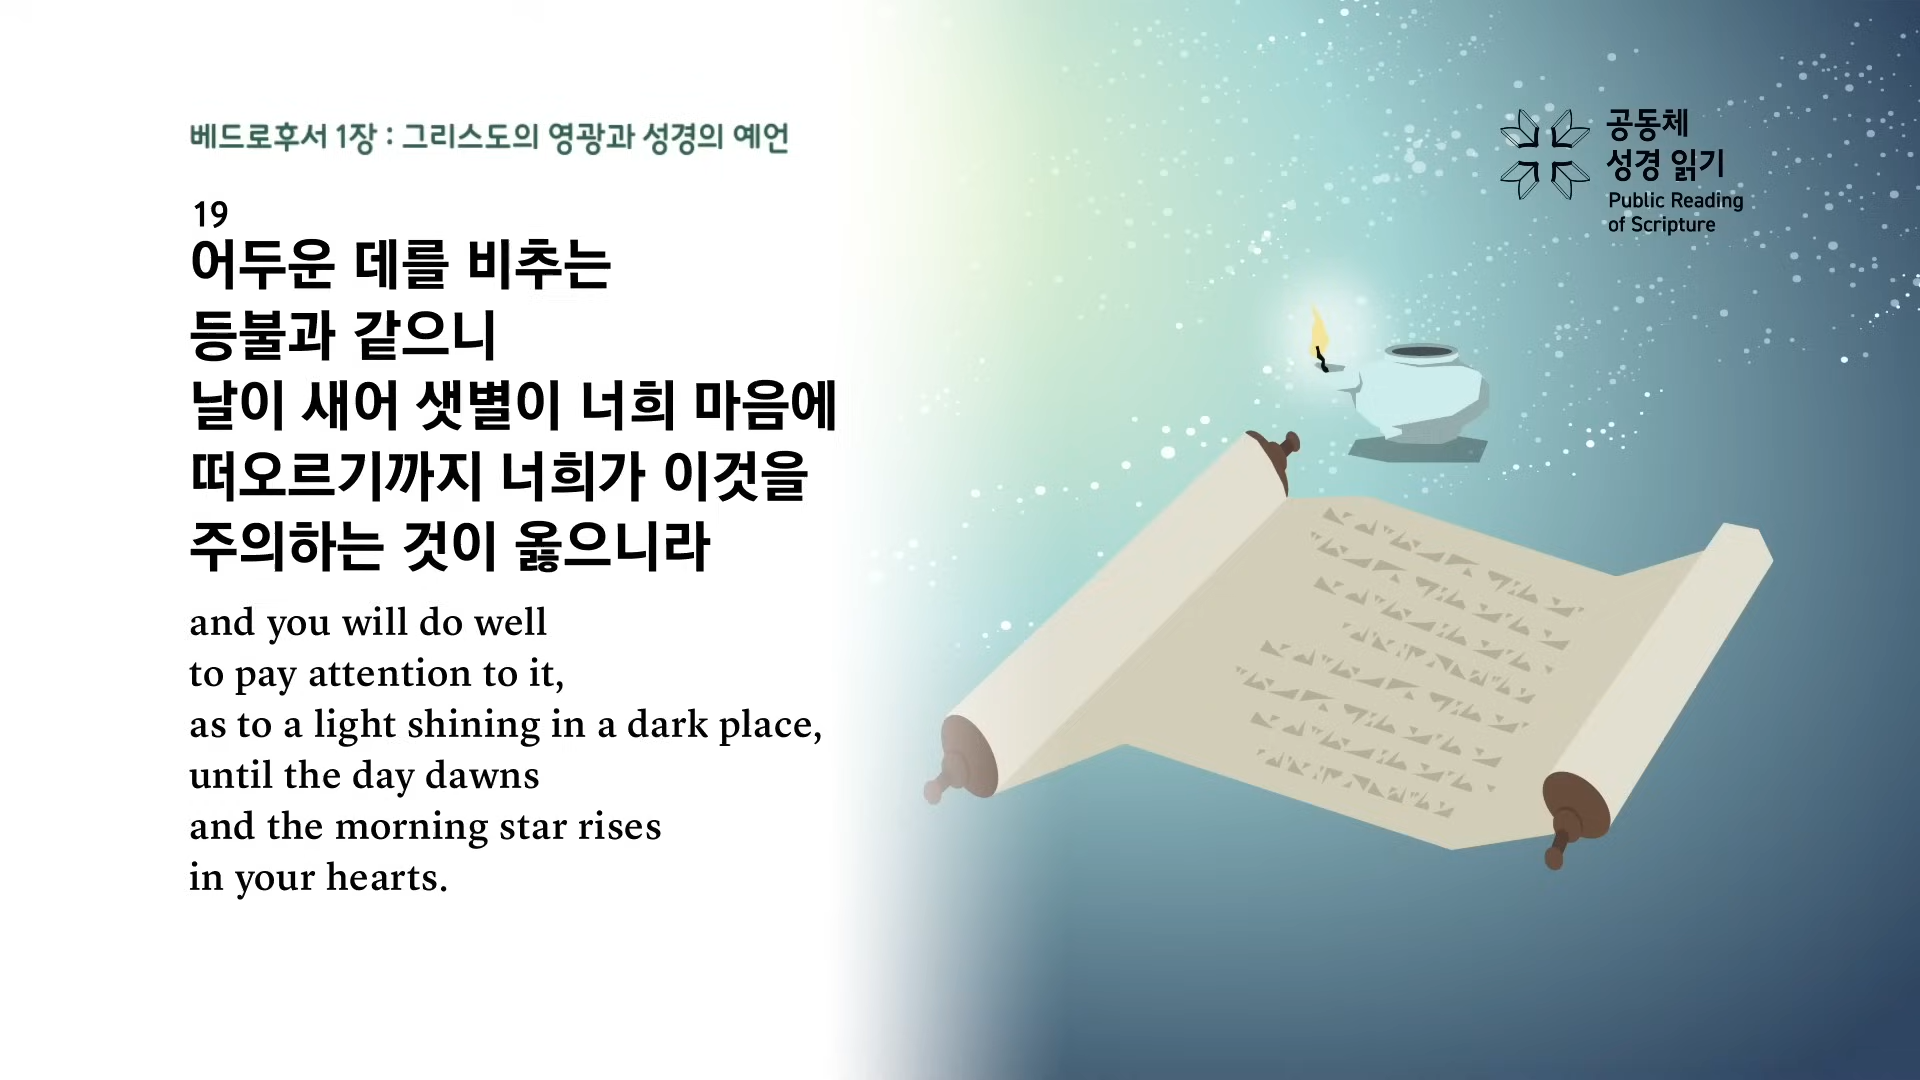 베드로후서 1장 : 그리스도의 영광과 성경의 예언
19
어두운 데를 비추는
등불과 같으니
날이 새어 샛별이 너희 마음에
떠오르기까지 너희가 이것을
주의하는 것이 옳으니라
and you will do well
to pay attention to it,
as to a light shining in a dark place,
until the day dawns
and the morning star rises
in your hearts.
공동체
성경 읽기
Public Reading
of Scripture